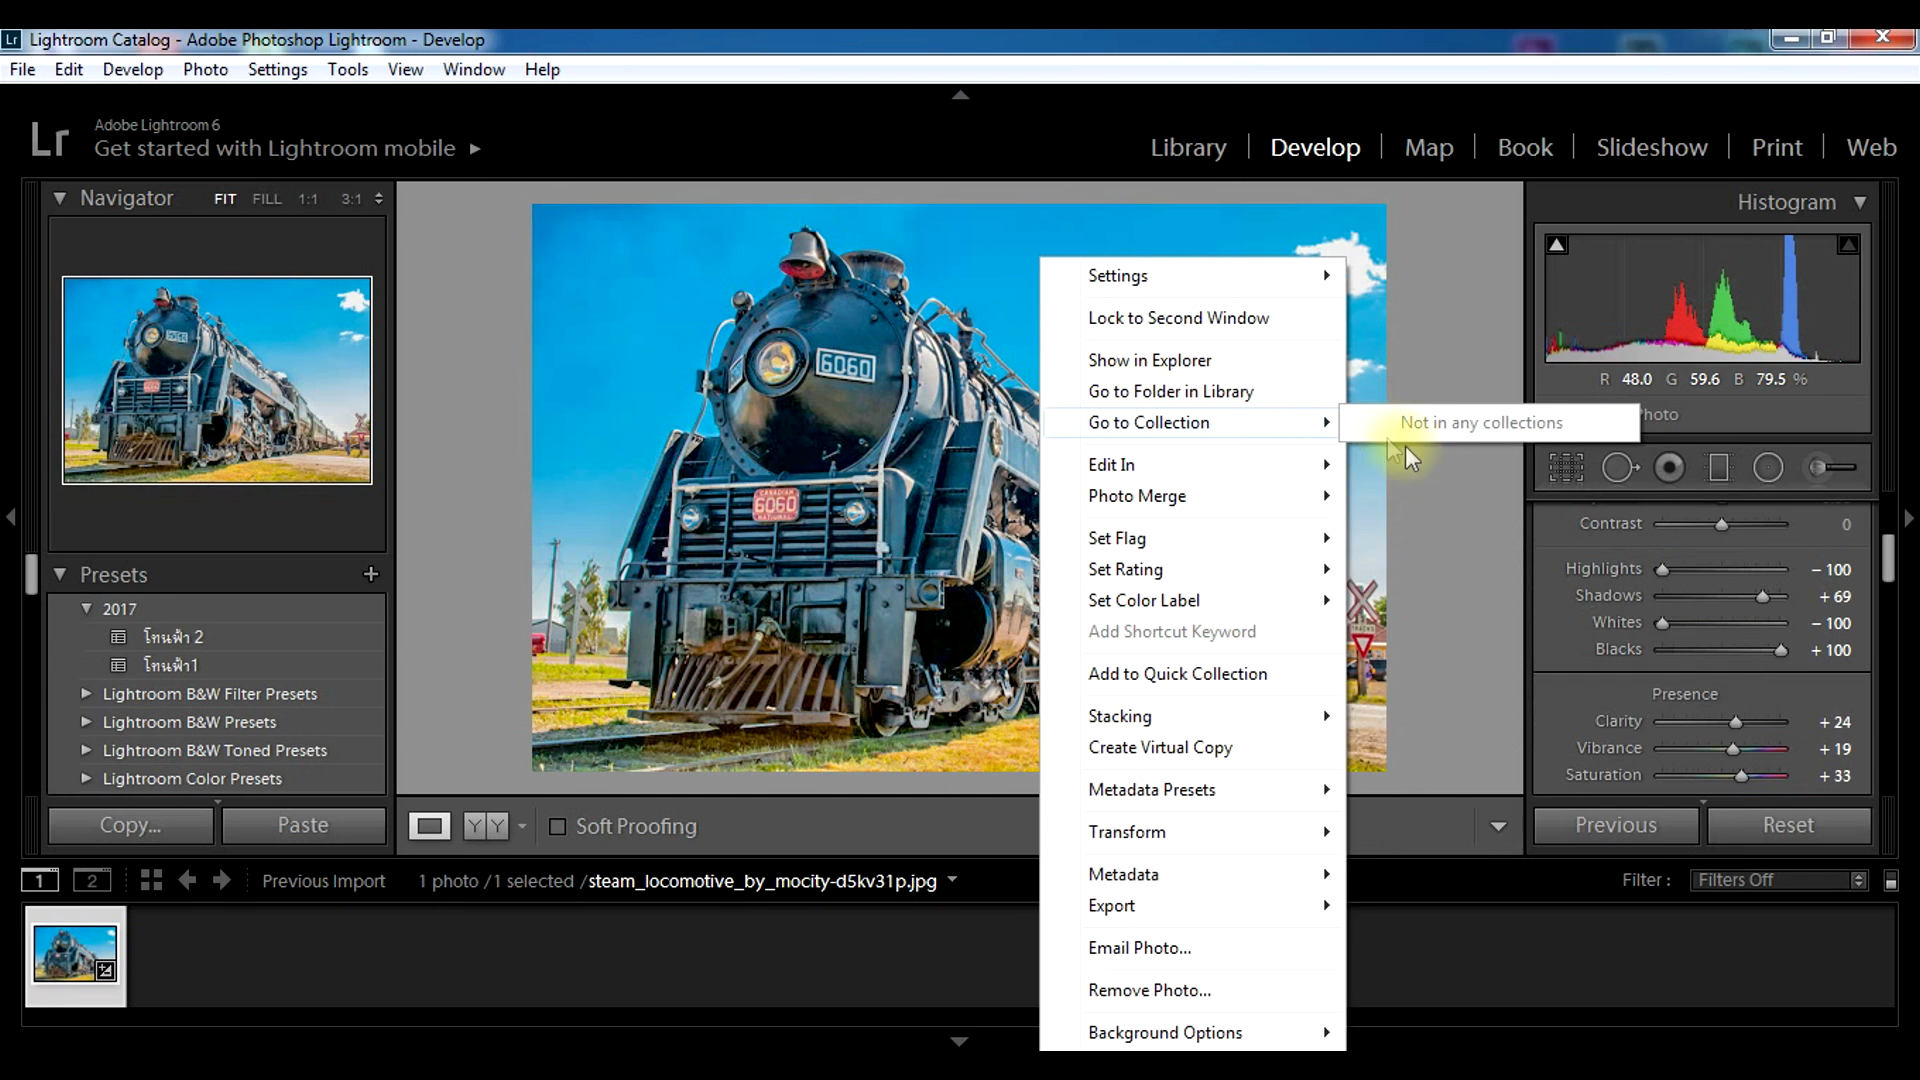 Lr Lightroom Catalog - Adobe Photoshop Lightroom - Develop
File Edit Develop Photo Settings Tools View Window Help
Lr
Adobe Lightroom 6
Get started with Lightroom mobile
Library Develop Map Book Slideshow Print Web
Navigator FIT FILL 1:1 3:1
Histogram
R 48.0 G 59.6 B 79.5 %
Photo
6060
CANADIAN
6060
NATIONAL
TRACKS
Settings
Lock to Second Window
Show in Explorer
Go to Folder in Library
Go to Collection
Not in any collections
Edit In
Photo Merge
Set Flag
Set Rating
Set Color Label
Add Shortcut Keyword
Add to Quick Collection
Stacking
Create Virtual Copy
Metadata Presets
Transform
Metadata
Export
Email Photo...
Remove Photo...
Background Options
Contrast 0
Highlights – 100
Shadows + 69
Whites – 100
Blacks + 100
Presence
Clarity + 24
Vibrance + 19
Saturation + 33
Presets +
2017
โทนฟ้า 2
โทนฟ้า1
Lightroom B&W Filter Presets
Lightroom B&W Presets
Lightroom B&W Toned Presets
Lightroom Color Presets
Copy... Paste
YY Soft Proofing
Previous Reset
1 2 Previous Import 1 photo /1 selected /steam_locomotive_by_mocity-d5kv31p.jpg
Filter : Filters Off